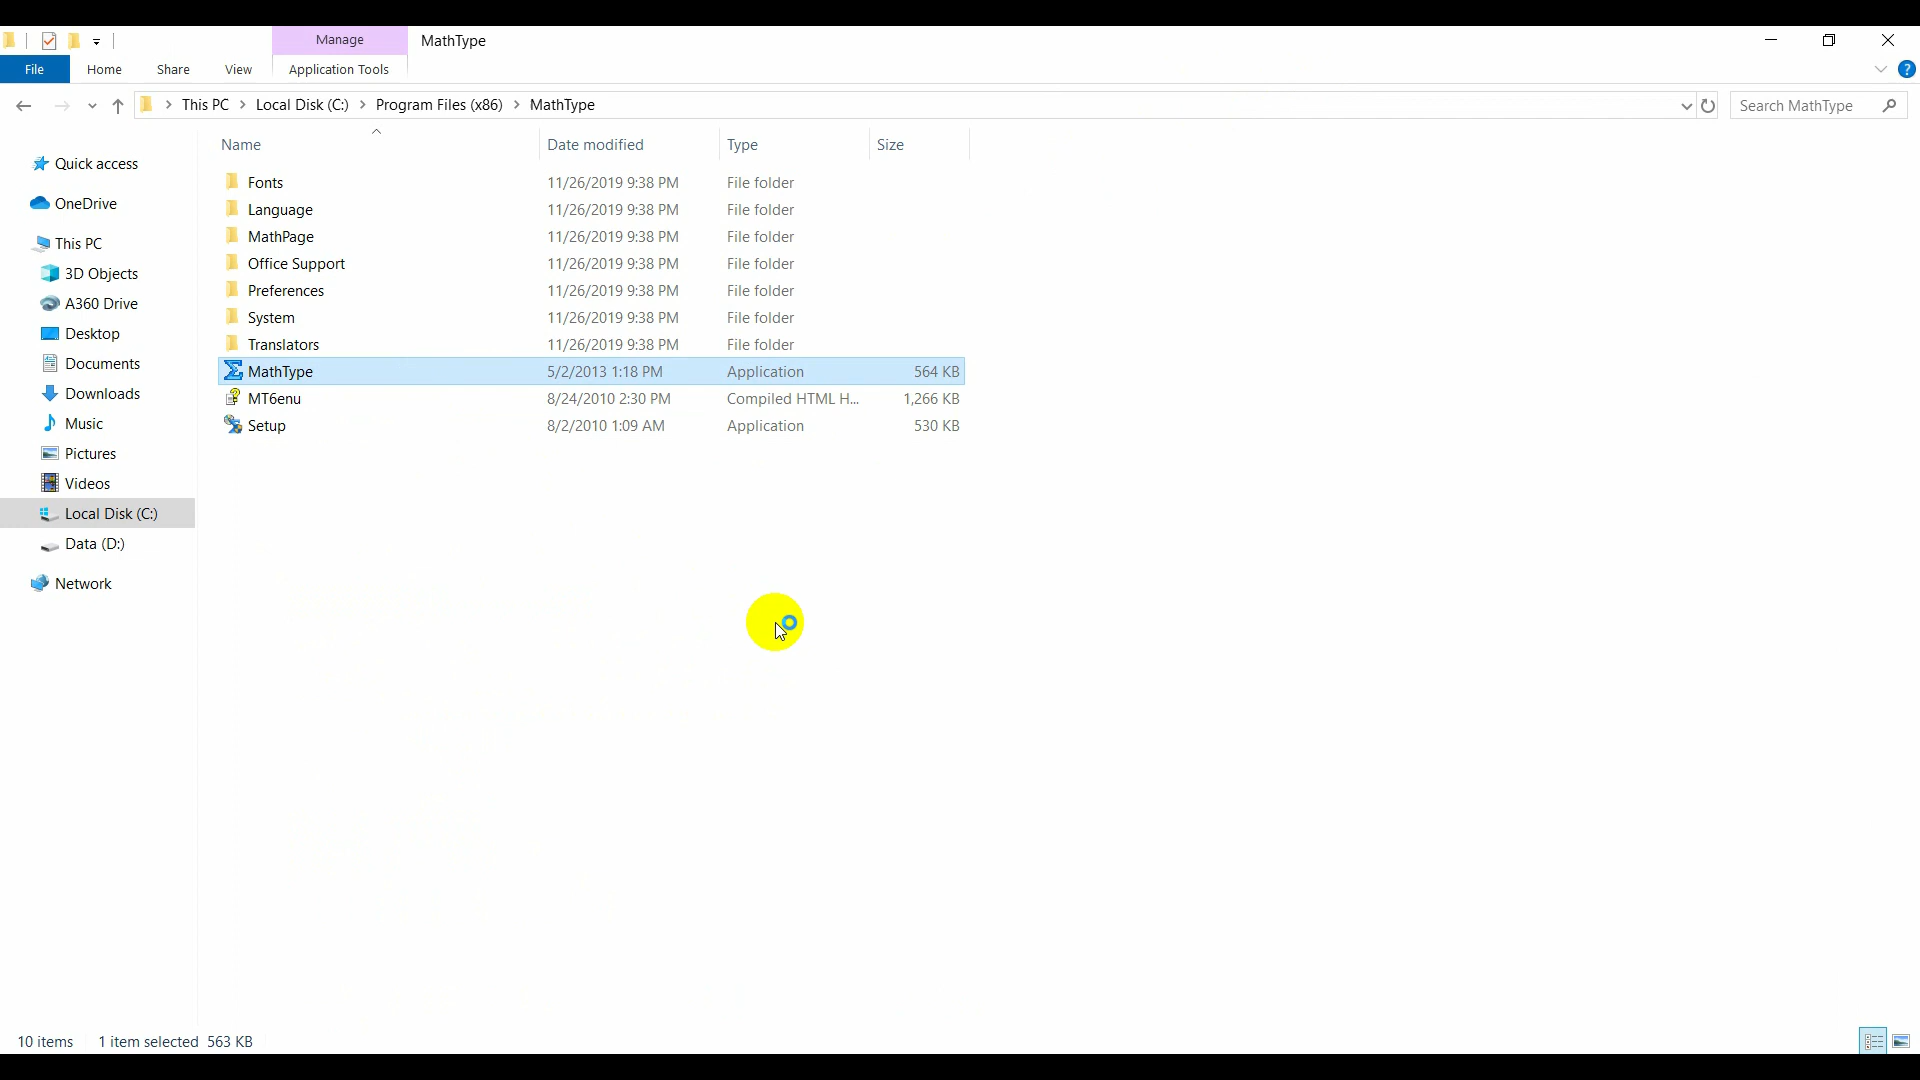 Manage MathType
File Home Share View Application Tools
This PC Local Disk (C:) Program Files (x86) MathType Search MathType
Name Date modified Type Size
Quick access
OneDrive
This PC
3D Objects
A360 Drive
Desktop
Documents
Downloads
Music
Pictures
Videos
Local Disk (C:)
Data (D:)
Network
Fonts 11/26/2019 9:38 PM File folder
Language 11/26/2019 9:38 PM File folder
MathPage 11/26/2019 9:38 PM File folder
Office Support 11/26/2019 9:38 PM File folder
Preferences 11/26/2019 9:38 PM File folder
System 11/26/2019 9:38 PM File folder
Translators 11/26/2019 9:38 PM File folder
MathType 5/2/2013 1:18 PM Application 564 KB
MT6enu 8/24/2010 2:30 PM Compiled HTML H... 1,266 KB
Setup 8/2/2010 1:09 AM Application 530 KB
10 items 1 item selected 563 KB